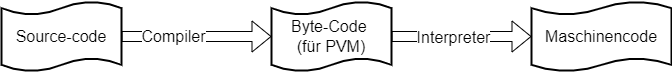 Source-code
Compiler
Byte-Code
(für PVM)
Interpreter
Maschinencode